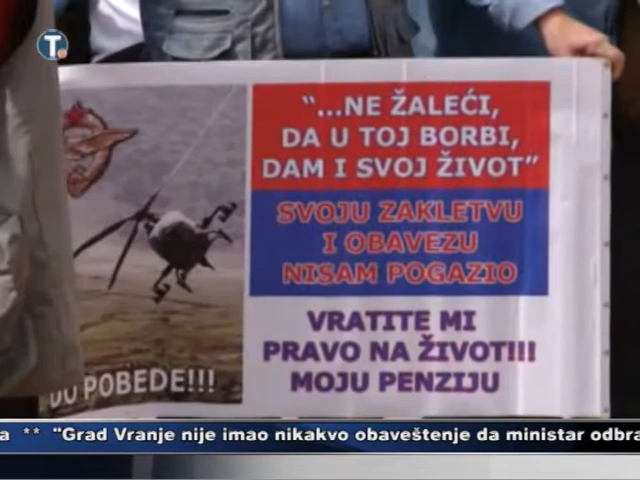 T
"...NE ŽALEĆI,
DA U TOJ BORBI,
DAM I SVOJ ŽIVOT"
SVOJU ZAKLETVU
I OBAVEZU
NISAM POGAZIO
VRATITE MI
PRAVO NA ŽIVOT!!!
MOJU PENZIJU
DO POBEDE!!!
a ** "Grad Vranje nije imao nikakvo obaveštenje da ministar odbra